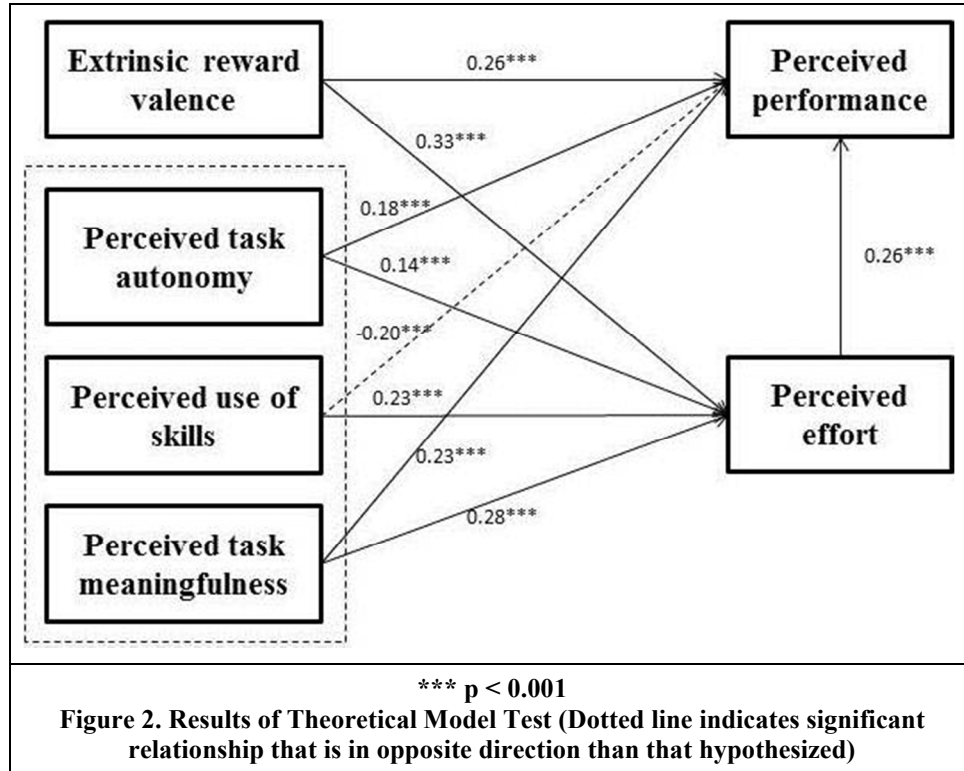 Extrinsic reward
valence
0.26***
Perceived
performance
0.33***
Perceived task
autonomy
0.18***
0.14***
0.26***
-0.20***
Perceived use of
skills
0.23***
Perceived
effort
0.23***
Perceived task
meaningfulness
0.28***
*** p < 0.001
Figure 2. Results of Theoretical Model Test (Dotted line indicates significant
relationship that is in opposite direction than that hypothesized)